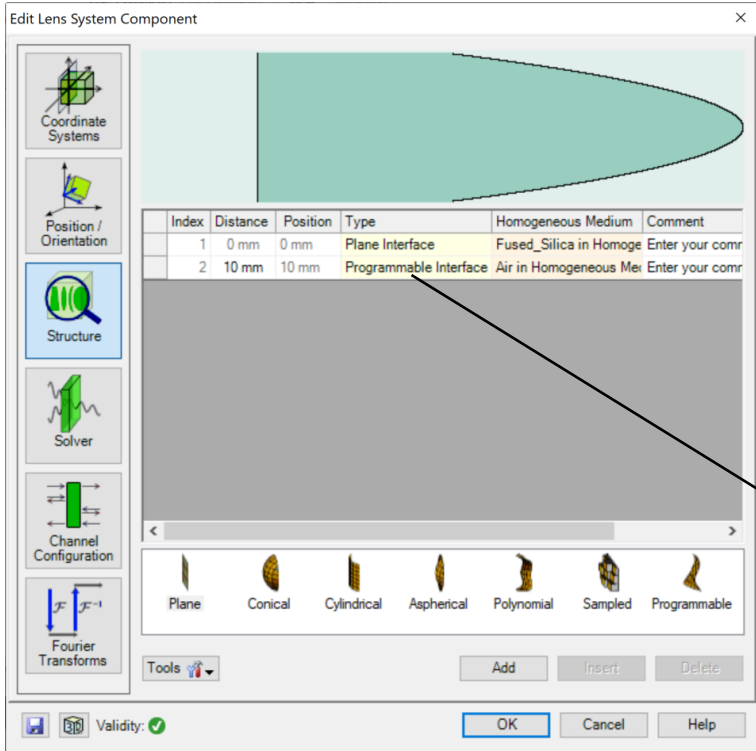 Edit Lens System Component
Coordinate
Systems
Position /
Orientation
Structure
Solver
Channel
Configuration
F F⁻¹
Fourier
Transforms
Index Distance Position Type Homogeneous Medium Comment
1 0 mm 0 mm Plane Interface Fused_Silica in Homoge Enter your comr
2 10 mm 10 mm Programmable Interface Air in Homogeneous Med Enter your comr
Plane Conical Cylindrical Aspherical Polynomial Sampled Programmable
Tools Add Insert Delete
3D Validity: OK Cancel Help